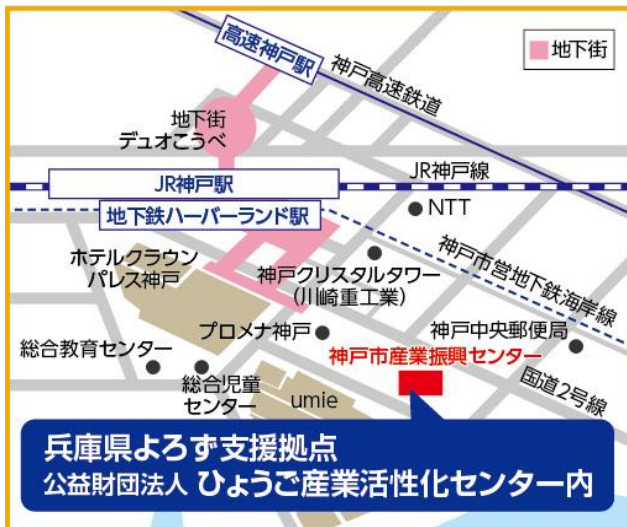 高速神戸駅
地下街
神戸高速鉄道
地下街
デュオこうべ
JR神戸線
JR神戸駅
NTT
地下鉄ハーバーランド駅
ホテルクラウン
パレス神戸
神戸クリスタルタワー
(川崎重工業)
神戸市営地下鉄海岸線
プロメナ神戸
神戸中央郵便局
総合教育センター
神戸市産業振興センター
総合児童
センター
umie
国道2号線
兵庫県よろず支援拠点
公益財団法人 ひょうご産業活性化センター内